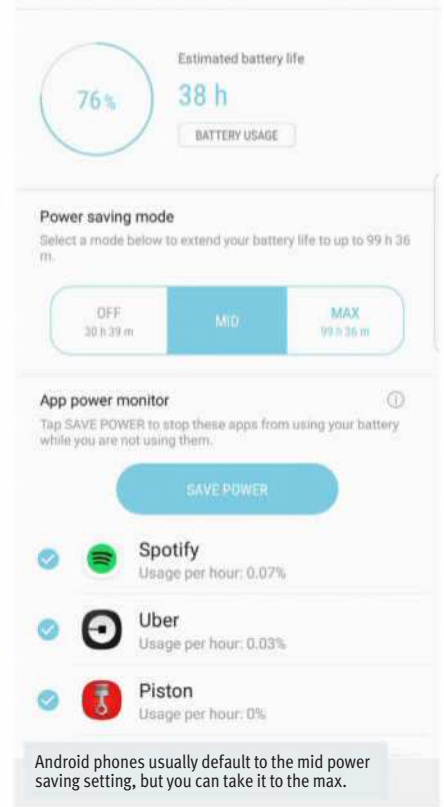 Estimated battery life
76%
38 h
BATTERY USAGE
Power saving mode
Select a mode below to extend your battery life to up to 99 h 36
m.
OFF
30 h 39 m
MID
MAX
99 h 36 m
App power monitor
Tap SAVE POWER to stop these apps from using your battery
while you are not using them.
SAVE POWER
Spotify
Usage per hour: 0.07%
Uber
Usage per hour: 0.03%
Piston
Usage per hour: 0%
Android phones usually default to the mid power
saving setting, but you can take it to the max.